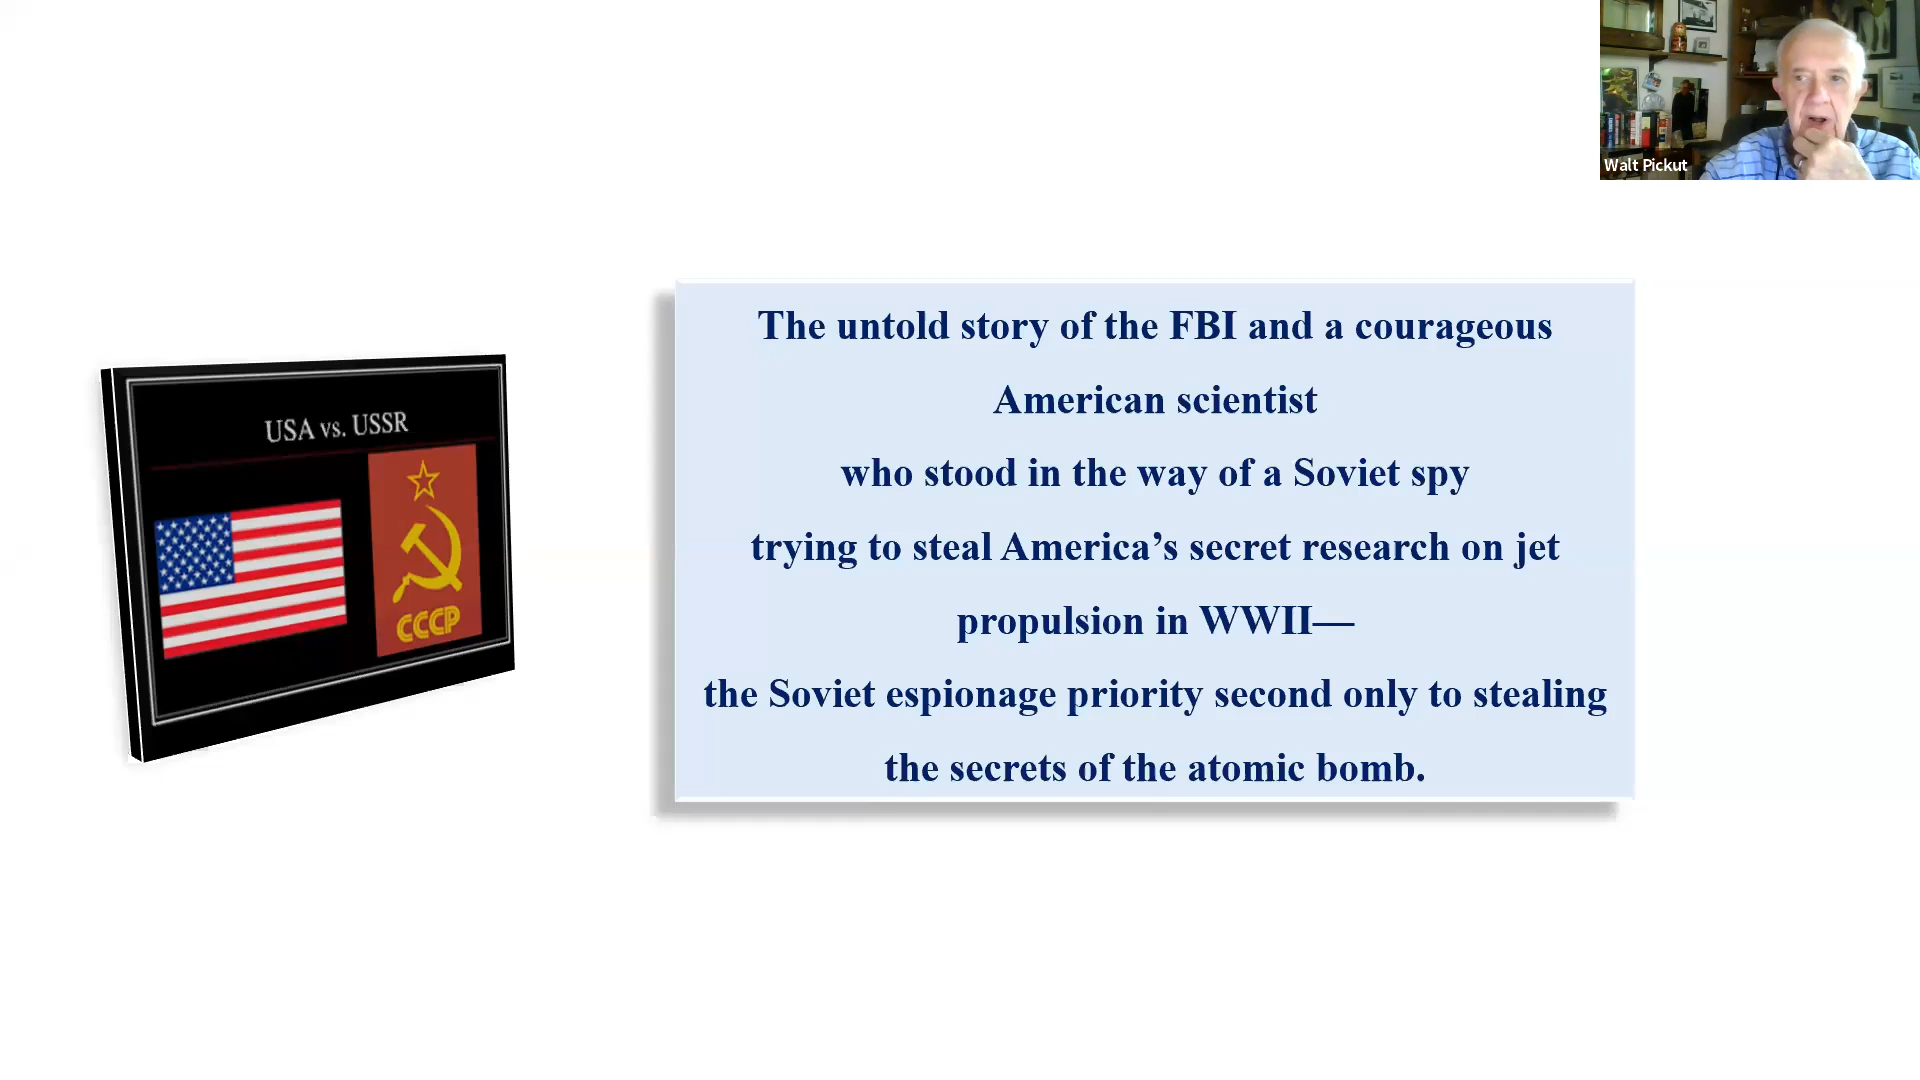 Walt Pickut
The untold story of the FBI and a courageous
American scientist
who stood in the way of a Soviet spy
trying to steal America’s secret research on jet
propulsion in WWII—
the Soviet espionage priority second only to stealing
the secrets of the atomic bomb.
USA vs. USSR
СССР